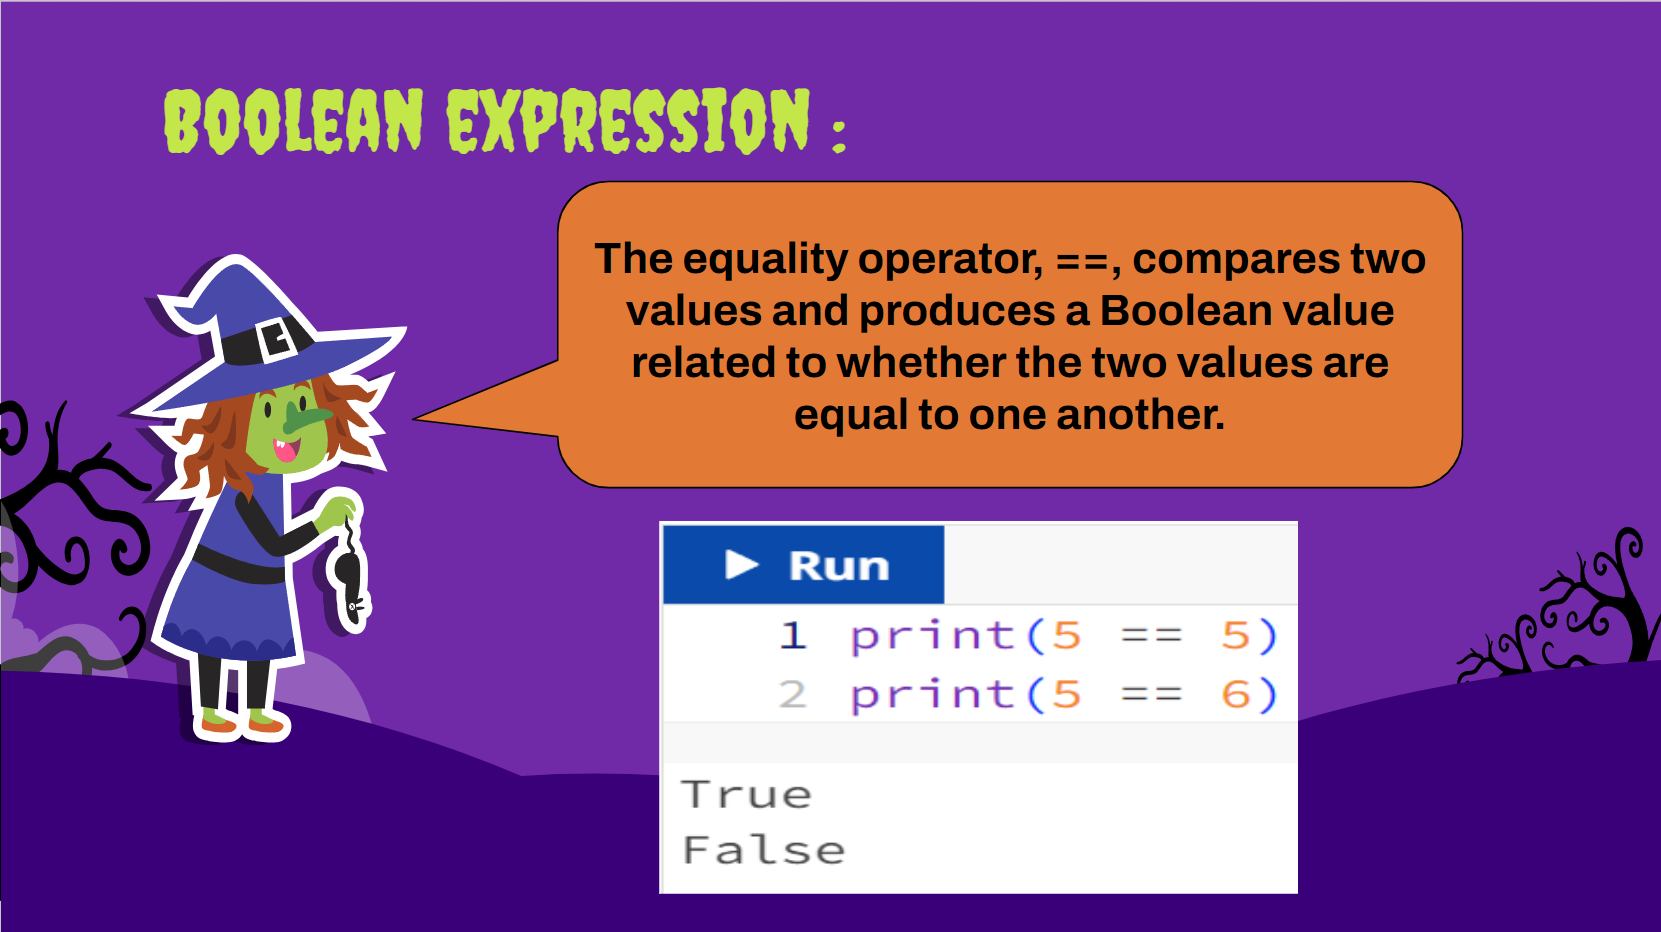 BOOLEAN EXPRESSION :
The equality operator, ==, compares two
values and produces a Boolean value
related to whether the two values are
equal to one another.
Run
1 print(5 == 5)
2 print(5 == 6)
True
False